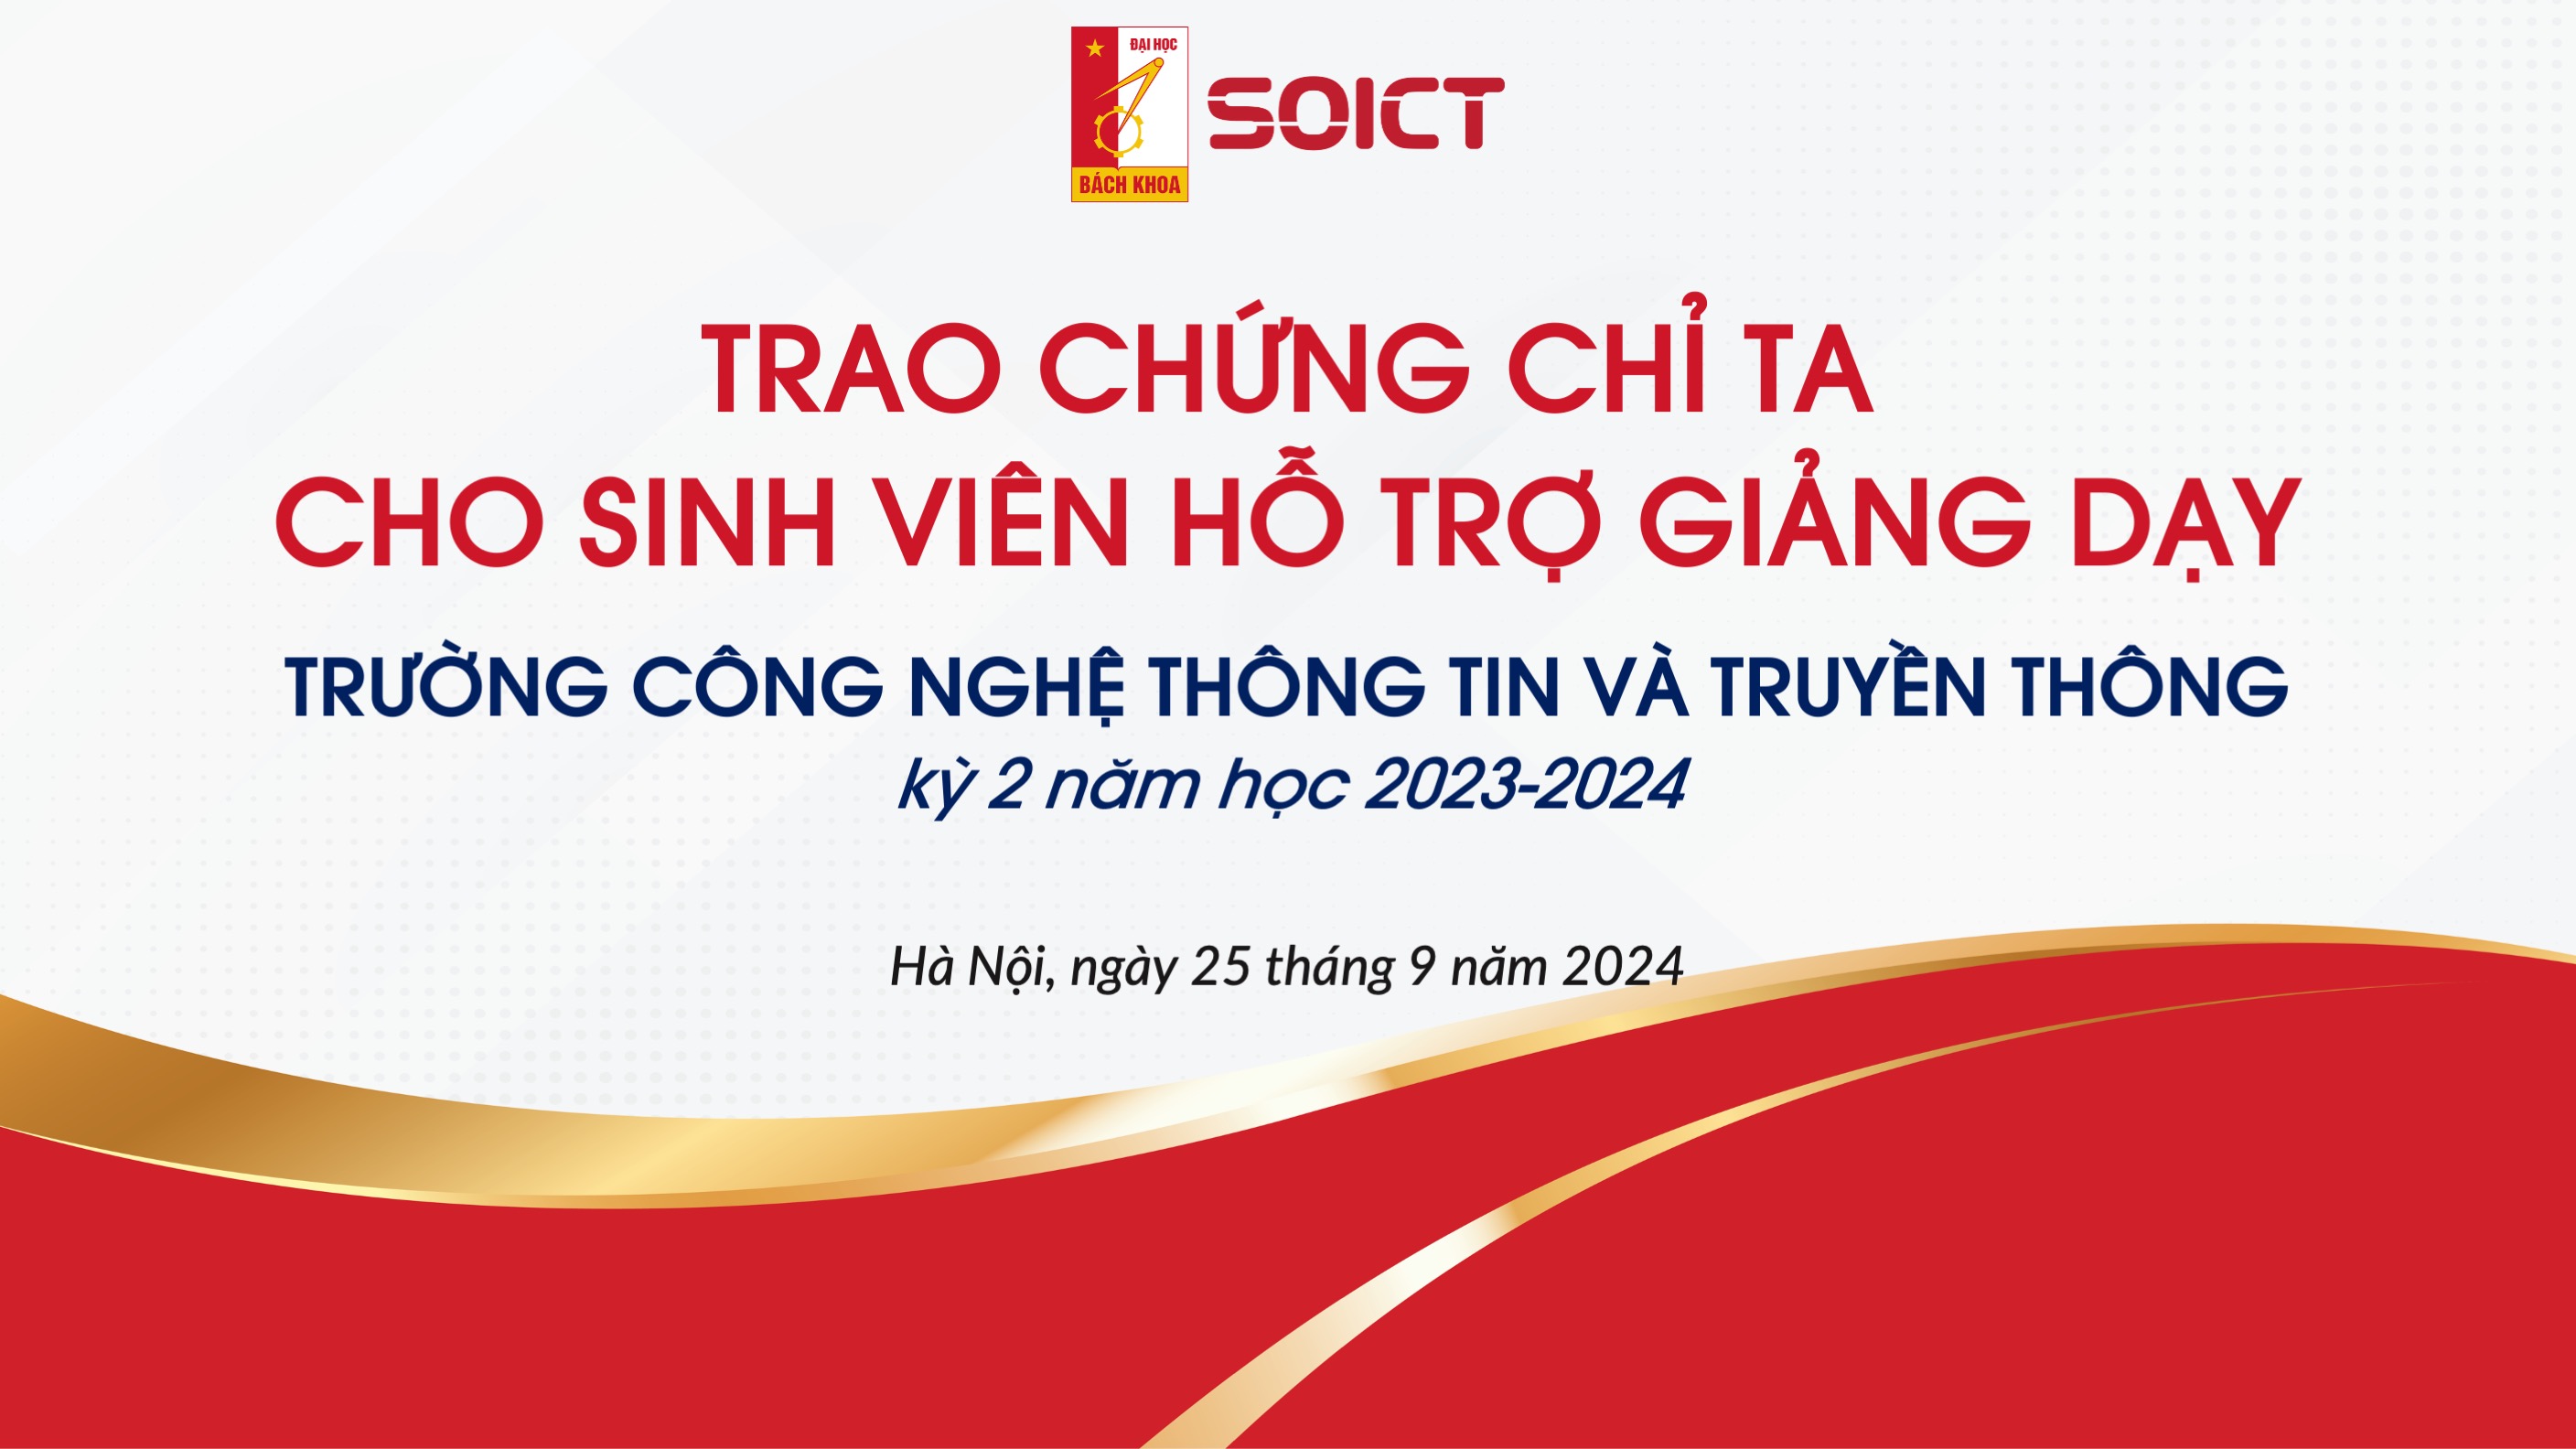 ĐẠI HỌC
BÁCH KHOA
SOICT
TRAO CHỨNG CHỈ TA
CHO SINH VIÊN HỖ TRỢ GIẢNG DẠY
TRƯỜNG CÔNG NGHỆ THÔNG TIN VÀ TRUYỀN THÔNG
kỳ 2 năm học 2023-2024
Hà Nội, ngày 25 tháng 9 năm 2024